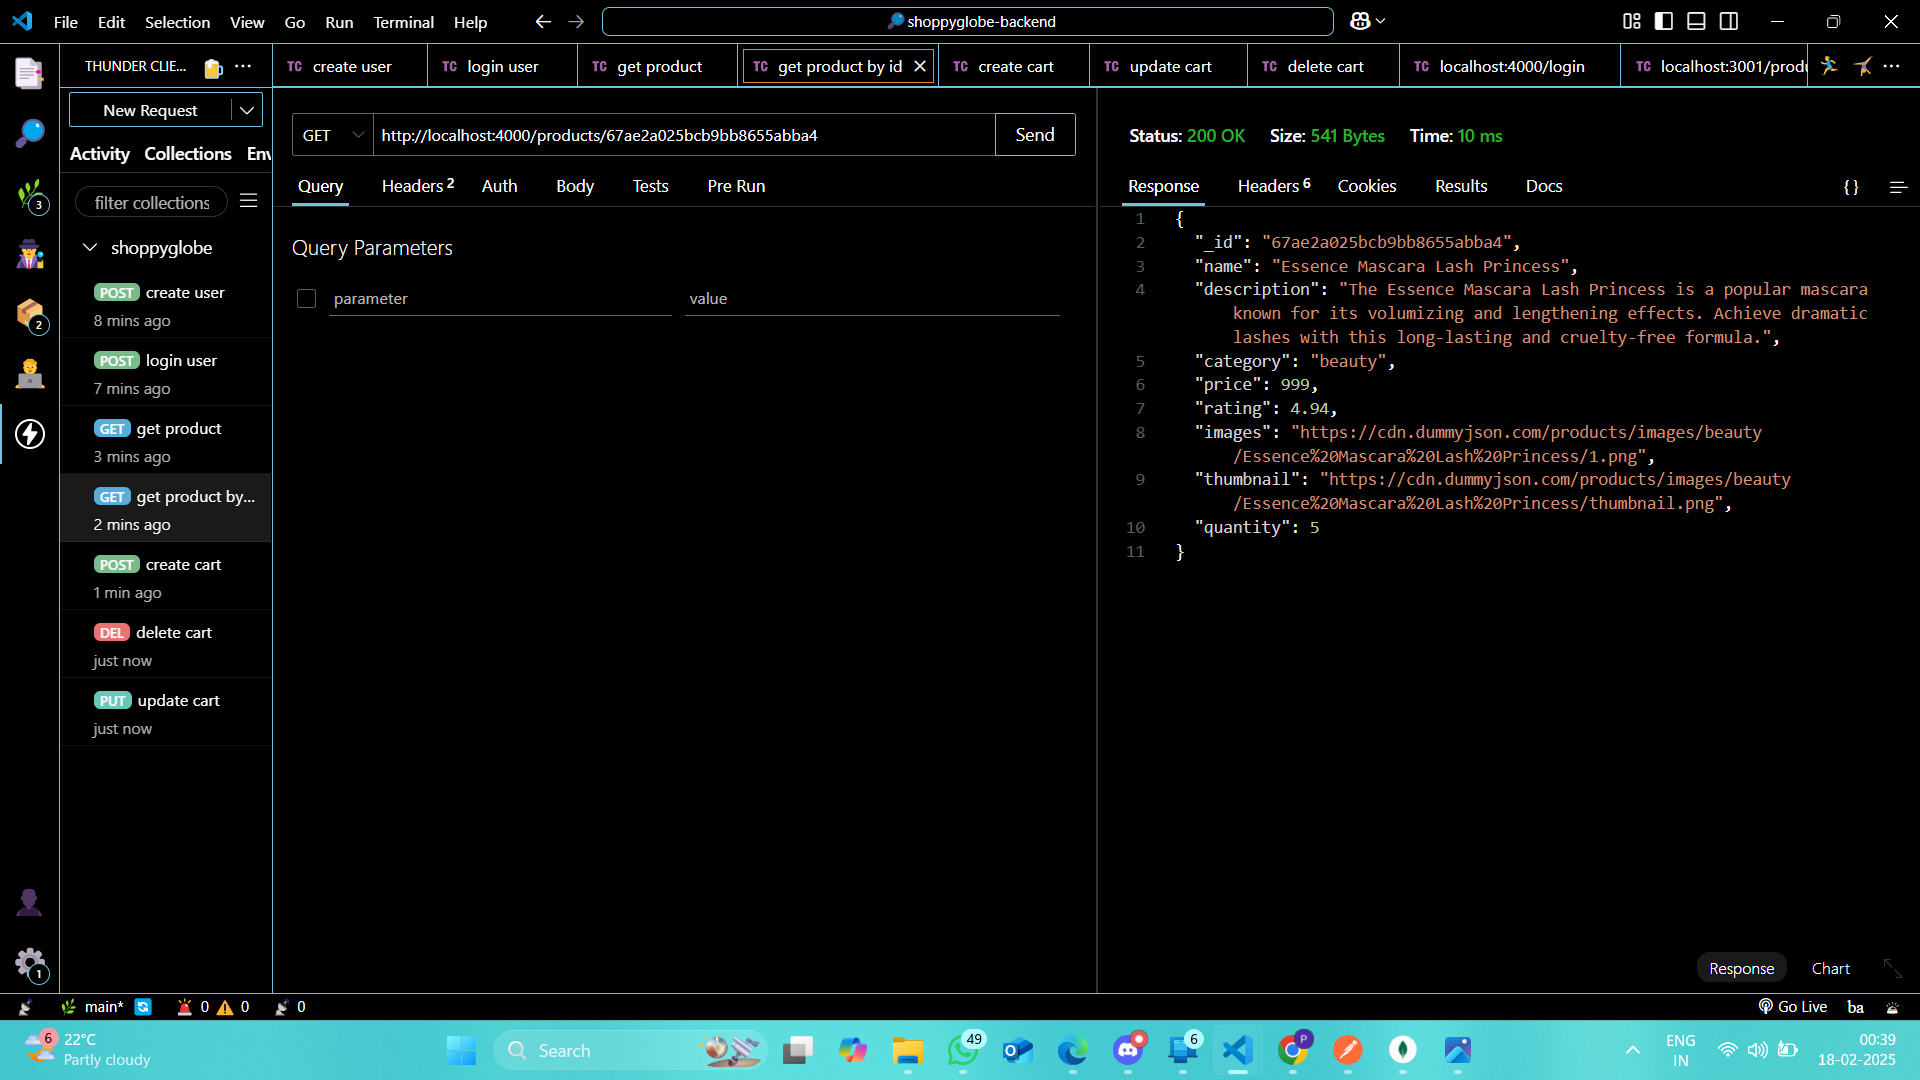 File Edit Selection View Go Run Terminal Help
shoppyglobe-backend
THUNDER CLIE...
TC create user
TC login user
TC get product
TC get product by id
TC create cart
TC update cart
TC delete cart
TC localhost:4000/login
TC localhost:3001/produ
New Request
Activity Collections Env
filter collections
shoppyglobe
POST create user
8 mins ago
POST login user
7 mins ago
GET get product
3 mins ago
GET get product by...
2 mins ago
POST create cart
1 min ago
DEL delete cart
just now
PUT update cart
just now
3
2
1
GET http://localhost:4000/products/67ae2a025bcb9bb8655abba4 Send
Query Headers 2 Auth Body Tests Pre Run
Query Parameters
parameter value
Status: 200 OK Size: 541 Bytes Time: 10 ms
Response Headers 6 Cookies Results Docs {}
1 {
2 "_id": "67ae2a025bcb9bb8655abba4",
3 "name": "Essence Mascara Lash Princess",
4 "description": "The Essence Mascara Lash Princess is a popular mascara
known for its volumizing and lengthening effects. Achieve dramatic
lashes with this long-lasting and cruelty-free formula.",
5 "category": "beauty",
6 "price": 999,
7 "rating": 4.94,
8 "images": "https://cdn.dummyjson.com/products/images/beauty
/Essence%20Mascara%20Lash%20Princess/1.png",
9 "thumbnail": "https://cdn.dummyjson.com/products/images/beauty
/Essence%20Mascara%20Lash%20Princess/thumbnail.png",
10 "quantity": 5
11 }
Response Chart
main* 0 0 0
Go Live ba
6 22°C
Partly cloudy
Search
49
6
P
ENG
IN
00:39
18-02-2025